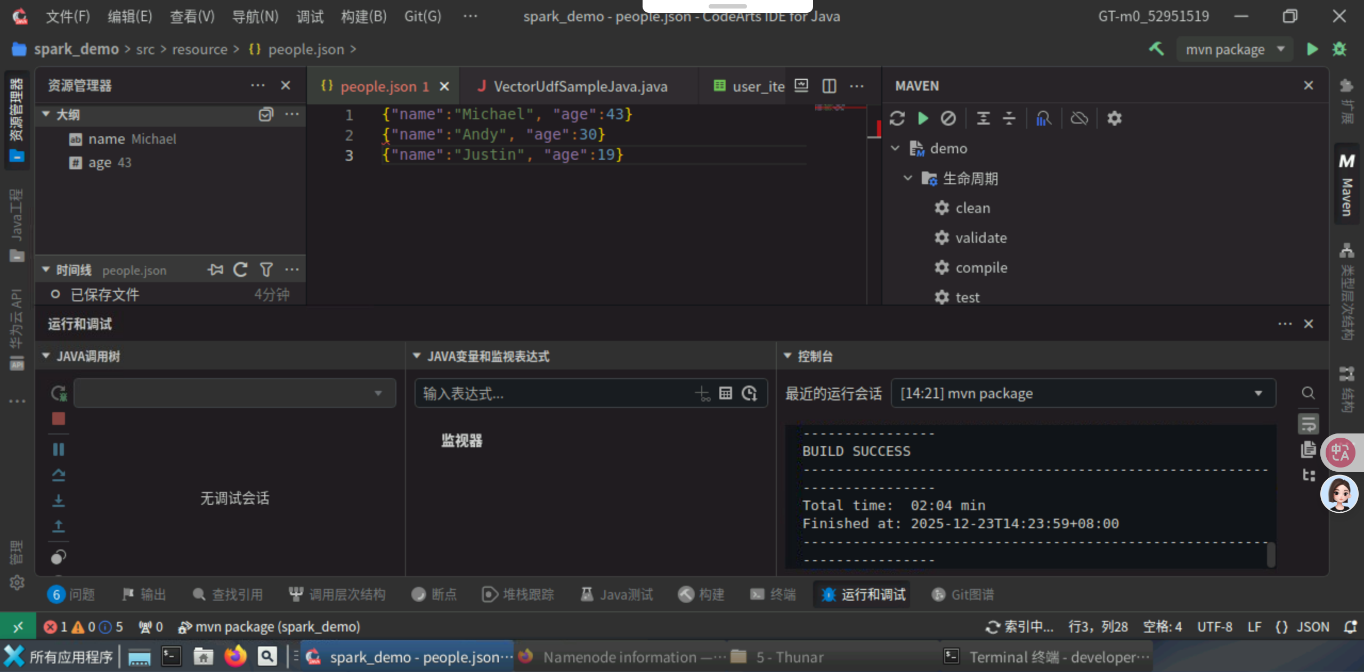 文件(F) 编辑(E) 查看(V) 导航(N) 调试 构建(B) Git(G) ··· spark_demo - people.json - CodeArts IDE for Java GT-m0_52951519
spark_demo > src > resource > {} people.json > mvn package
资源管理器
大纲
name Michael
age 43
时间线 people.json
已保存文件 4分钟
{} people.json 1 J VectorUdfSampleJava.java user_ite
1 {"name":"Michael", "age":43}
2 {"name":"Andy", "age":30}
3 {"name":"Justin", "age":19}
MAVEN
demo
生命周期
clean
validate
compile
test
资源管理器
Java工程
华为云 API
管理
扩展
Maven
类型层次结构
结构
运行和调试
JAVA调用树
无调试会话
JAVA变量和监视表达式
输入表达式...
监视器
控制台
最近的运行会话 [14:21] mvn package
----------------
BUILD SUCCESS
------------------------------------------------------------------------
----------------
Total time:  02:04 min
Finished at: 2025-12-23T14:23:59+08:00
------------------------------------------------------------------------
----------------
中 A
6 问题 输出 查找引用 调用层次结构 断点 堆栈跟踪 Java测试 构建 终端 运行和调试 Git图谱
1 0 5 0 mvn package (spark_demo) 索引中... 行3，列28 空格: 4 UTF-8 LF {} JSON
所有应用程序 spark_demo - people.json··· Namenode information —··· 5 - Thunar Terminal 终端 - developer···